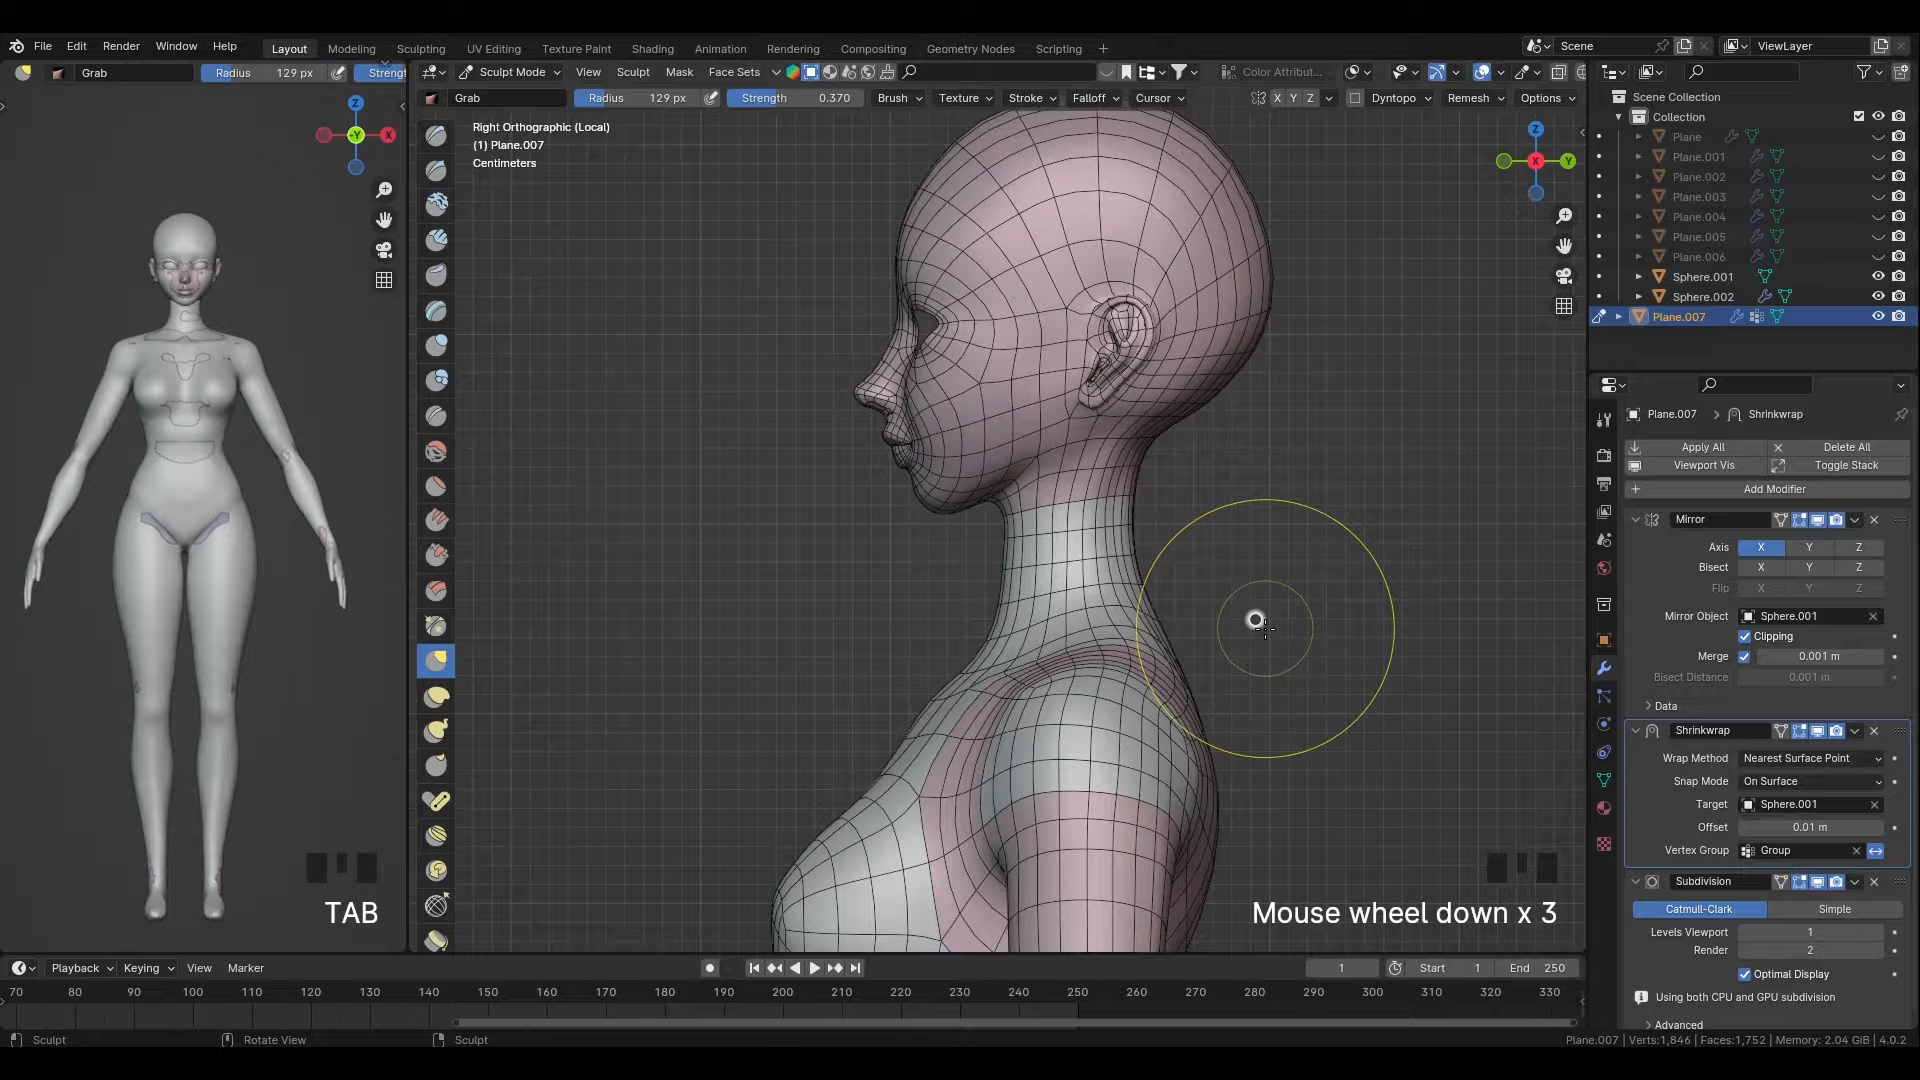 File Edit Render Window Help Layout Modeling Sculpting UV Editing Texture Paint Shading Animation Rendering Compositing Geometry Nodes Scripting + Scene ViewLayer
Grab Radius 129 px Strengt Sculpt Mode View Sculpt Mask Face Sets Color Attribut...
Grab Radius 129 px Strength 0.370 Brush Texture Stroke Falloff Cursor X Y Z Dyntopo Remesh Options
Right Orthographic (Local)
(1) Plane.007
Centimeters
Z
-Y
X
Z
X
Y
Scene Collection
Collection
Plane
Plane.001
Plane.002
Plane.003
Plane.004
Plane.005
Plane.006
Sphere.001
Sphere.002
Plane.007
Plane.007 > Shrinkwrap
Apply All Delete All
Viewport Vis Toggle Stack
Add Modifier
Mirror
Axis X Y Z
Bisect X Y Z
Flip X Y Z
Mirror Object Sphere.001
Clipping
Merge 0.001 m
Bisect Distance 0.001 m
Data
Shrinkwrap
Wrap Method Nearest Surface Point
Snap Mode On Surface
Target Sphere.001
Offset 0.01 m
Vertex Group Group
Subdivision
Catmull-Clark Simple
Levels Viewport 1
Render 2
Optimal Display
Using both CPU and GPU subdivision
Advanced
TAB
Mouse wheel down x 3
Playback Keying View Marker 1 Start 1 End 250
70 80 90 100 110 120 130 140 150 160 170 180 190 200 210 220 230 240 250 260 270 280 290 300 310 320 330
Sculpt Rotate View Sculpt Plane.007 | Verts:1,846 | Faces:1,752 | Memory: 2.04 GiB | 4.0.2